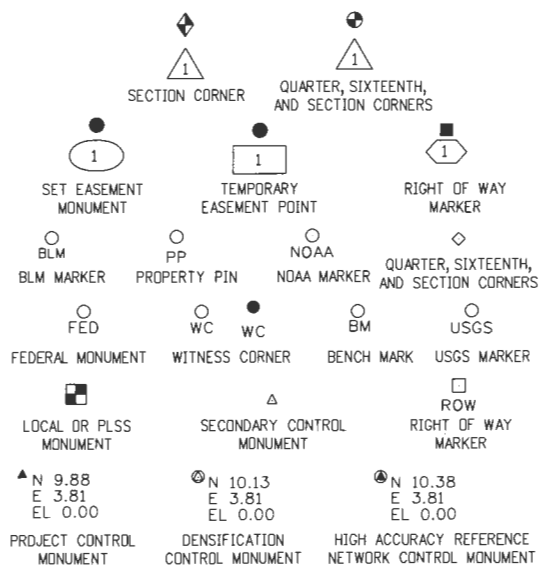 1 1
SECTION CORNER QUARTER, SIXTEENTH,
AND SECTION CORNERS
1 1 1
SET EASEMENT TEMPORARY RIGHT OF WAY
MONUMENT EASEMENT POINT MARKER
BLM PP NOAA
BLM MARKER PROPERTY PIN NOAA MARKER QUARTER, SIXTEENTH,
AND SECTION CORNERS
FED WC WC BM USGS
FEDERAL MONUMENT WITNESS CORNER BENCH MARK USGS MARKER
ROW
LOCAL OR PLSS SECONDARY CONTROL RIGHT OF WAY
MONUMENT MONUMENT MARKER
N 9.88 N 10.13 N 10.38
E 3.81 E 3.81 E 3.81
EL 0.00 EL 0.00 EL 0.00
PROJECT CONTROL DENSIFICATION HIGH ACCURACY REFERENCE
MONUMENT CONTROL MONUMENT NETWORK CONTROL MONUMENT